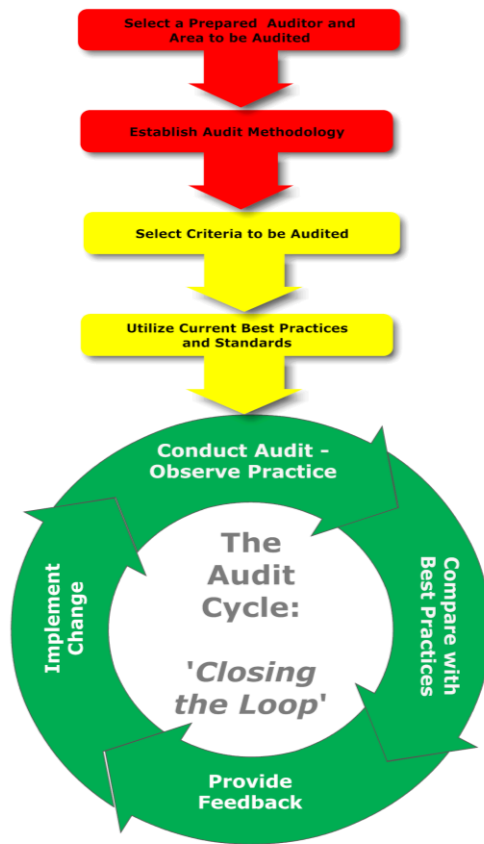 Select a Prepared Auditor and
Area to be Audited
Establish Audit Methodology
Select Criteria to be Audited
Utilize Current Best Practices
and Standards
Conduct Audit -
Observe Practice
Compare with
Best Practices
Provide
Feedback
Implement
Change
The
Audit
Cycle:
'Closing
the Loop'